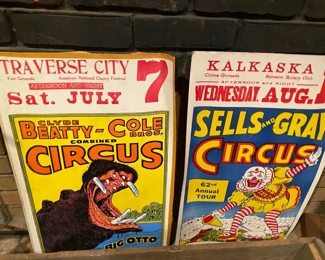 TRAVERSE CITY
Fair Grounds Auspices: National Cherry Festival
AFTERNOON AND NIGHT
Sat. JULY 7
CLYDE
BEATTY-COLE
BROS.
COMBINED
CIRCUS
BIG OTTO
KALKASKA
Circus Grounds Sponsor: Rotary Club
AFTERNOON AND NIGHT
WEDNESDAY AUG.
SELLS AND GRAY
CIRCUS
62nd
Annual
TOUR